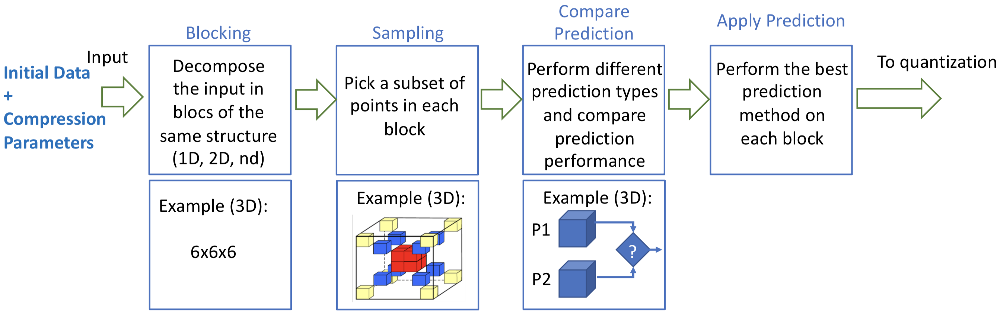 Initial Data
+
Compression
Parameters
Input
Blocking
Decompose
the input in
blocs of the
same structure
(1D, 2D, nd)
Example (3D):
6x6x6
Sampling
Pick a subset of
points in each
block
Example (3D):
Compare
Prediction
Perform different
prediction types
and compare
prediction
performance
Example (3D):
P1
?
P2
Apply Prediction
Perform the best
prediction
method on
each block
To quantization